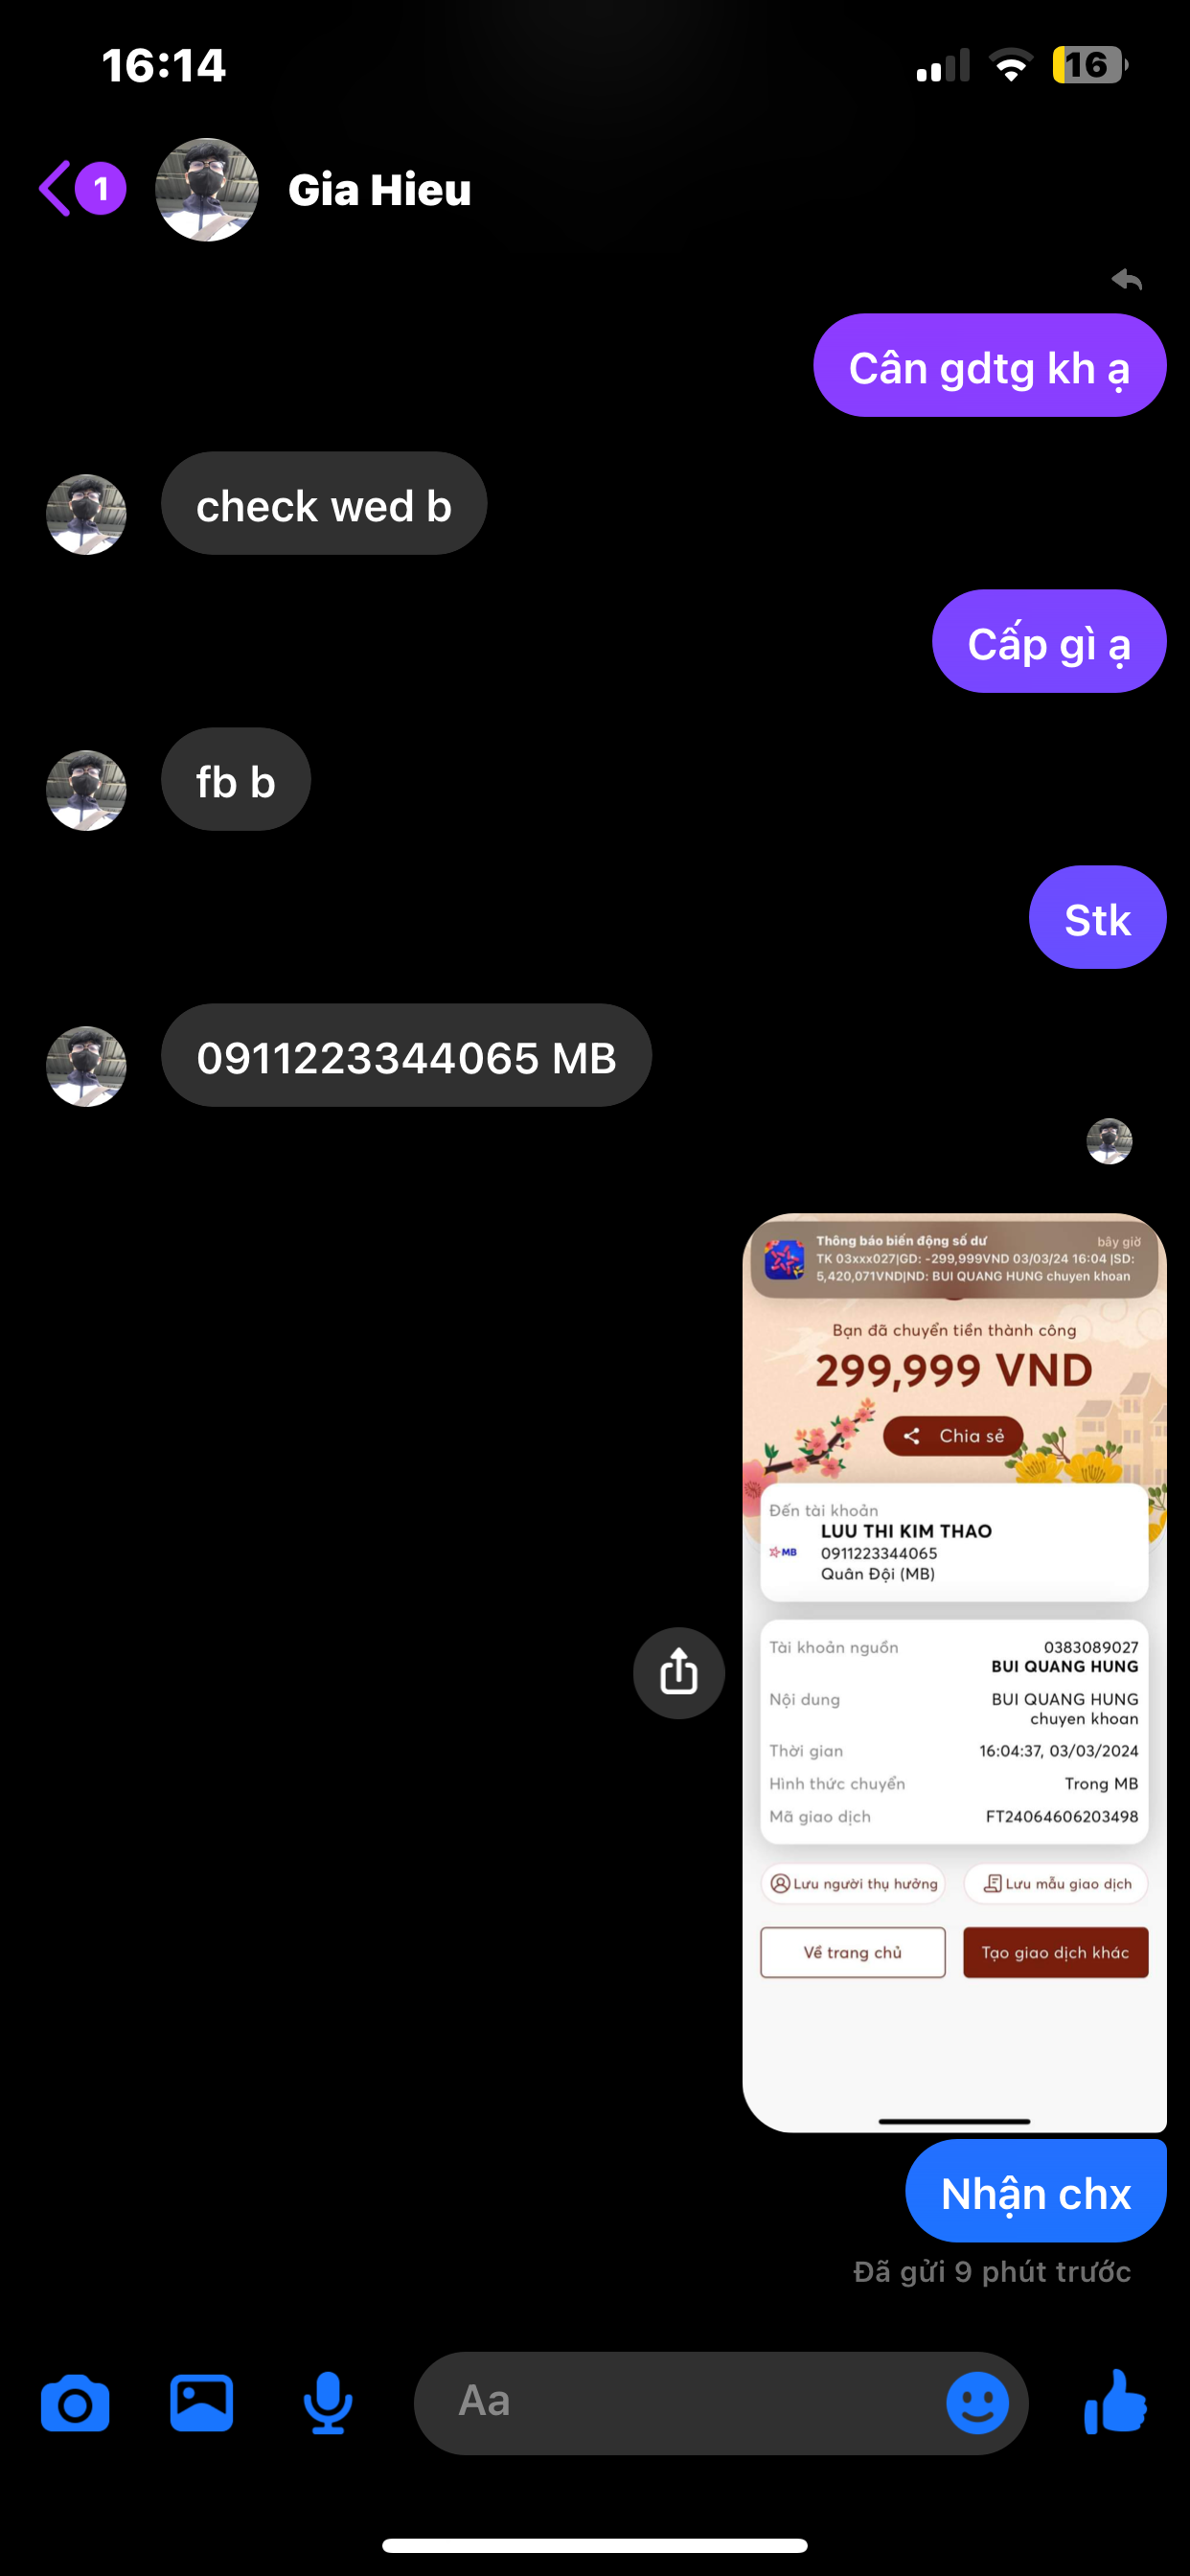 16:14
16
1
Gia Hieu
Cân gdtg kh ạ
check wed b
Cấp gì ạ
fb b
Stk
0911223344065 MB
Thông báo biến động số dư
bây giờ
TK 03xxx027|GD: -299,999VND 03/03/24 16:04 |SD:
5,420,071VND|ND: BUI QUANG HUNG chuyen khoan
Bạn đã chuyển tiền thành công
299,999 VND
Chia sẻ
Đến tài khoản
LUU THI KIM THAO
MB
0911223344065
Quân Đội (MB)
Tài khoản nguồn
0383089027
BUI QUANG HUNG
Nội dung
BUI QUANG HUNG
chuyen khoan
Thời gian
16:04:37, 03/03/2024
Hình thức chuyển
Trong MB
Mã giao dịch
FT24064606203498
Lưu người thụ hưởng
Lưu mẫu giao dịch
Về trang chủ
Tạo giao dịch khác
Nhận chx
Đã gửi 9 phút trước
Aa